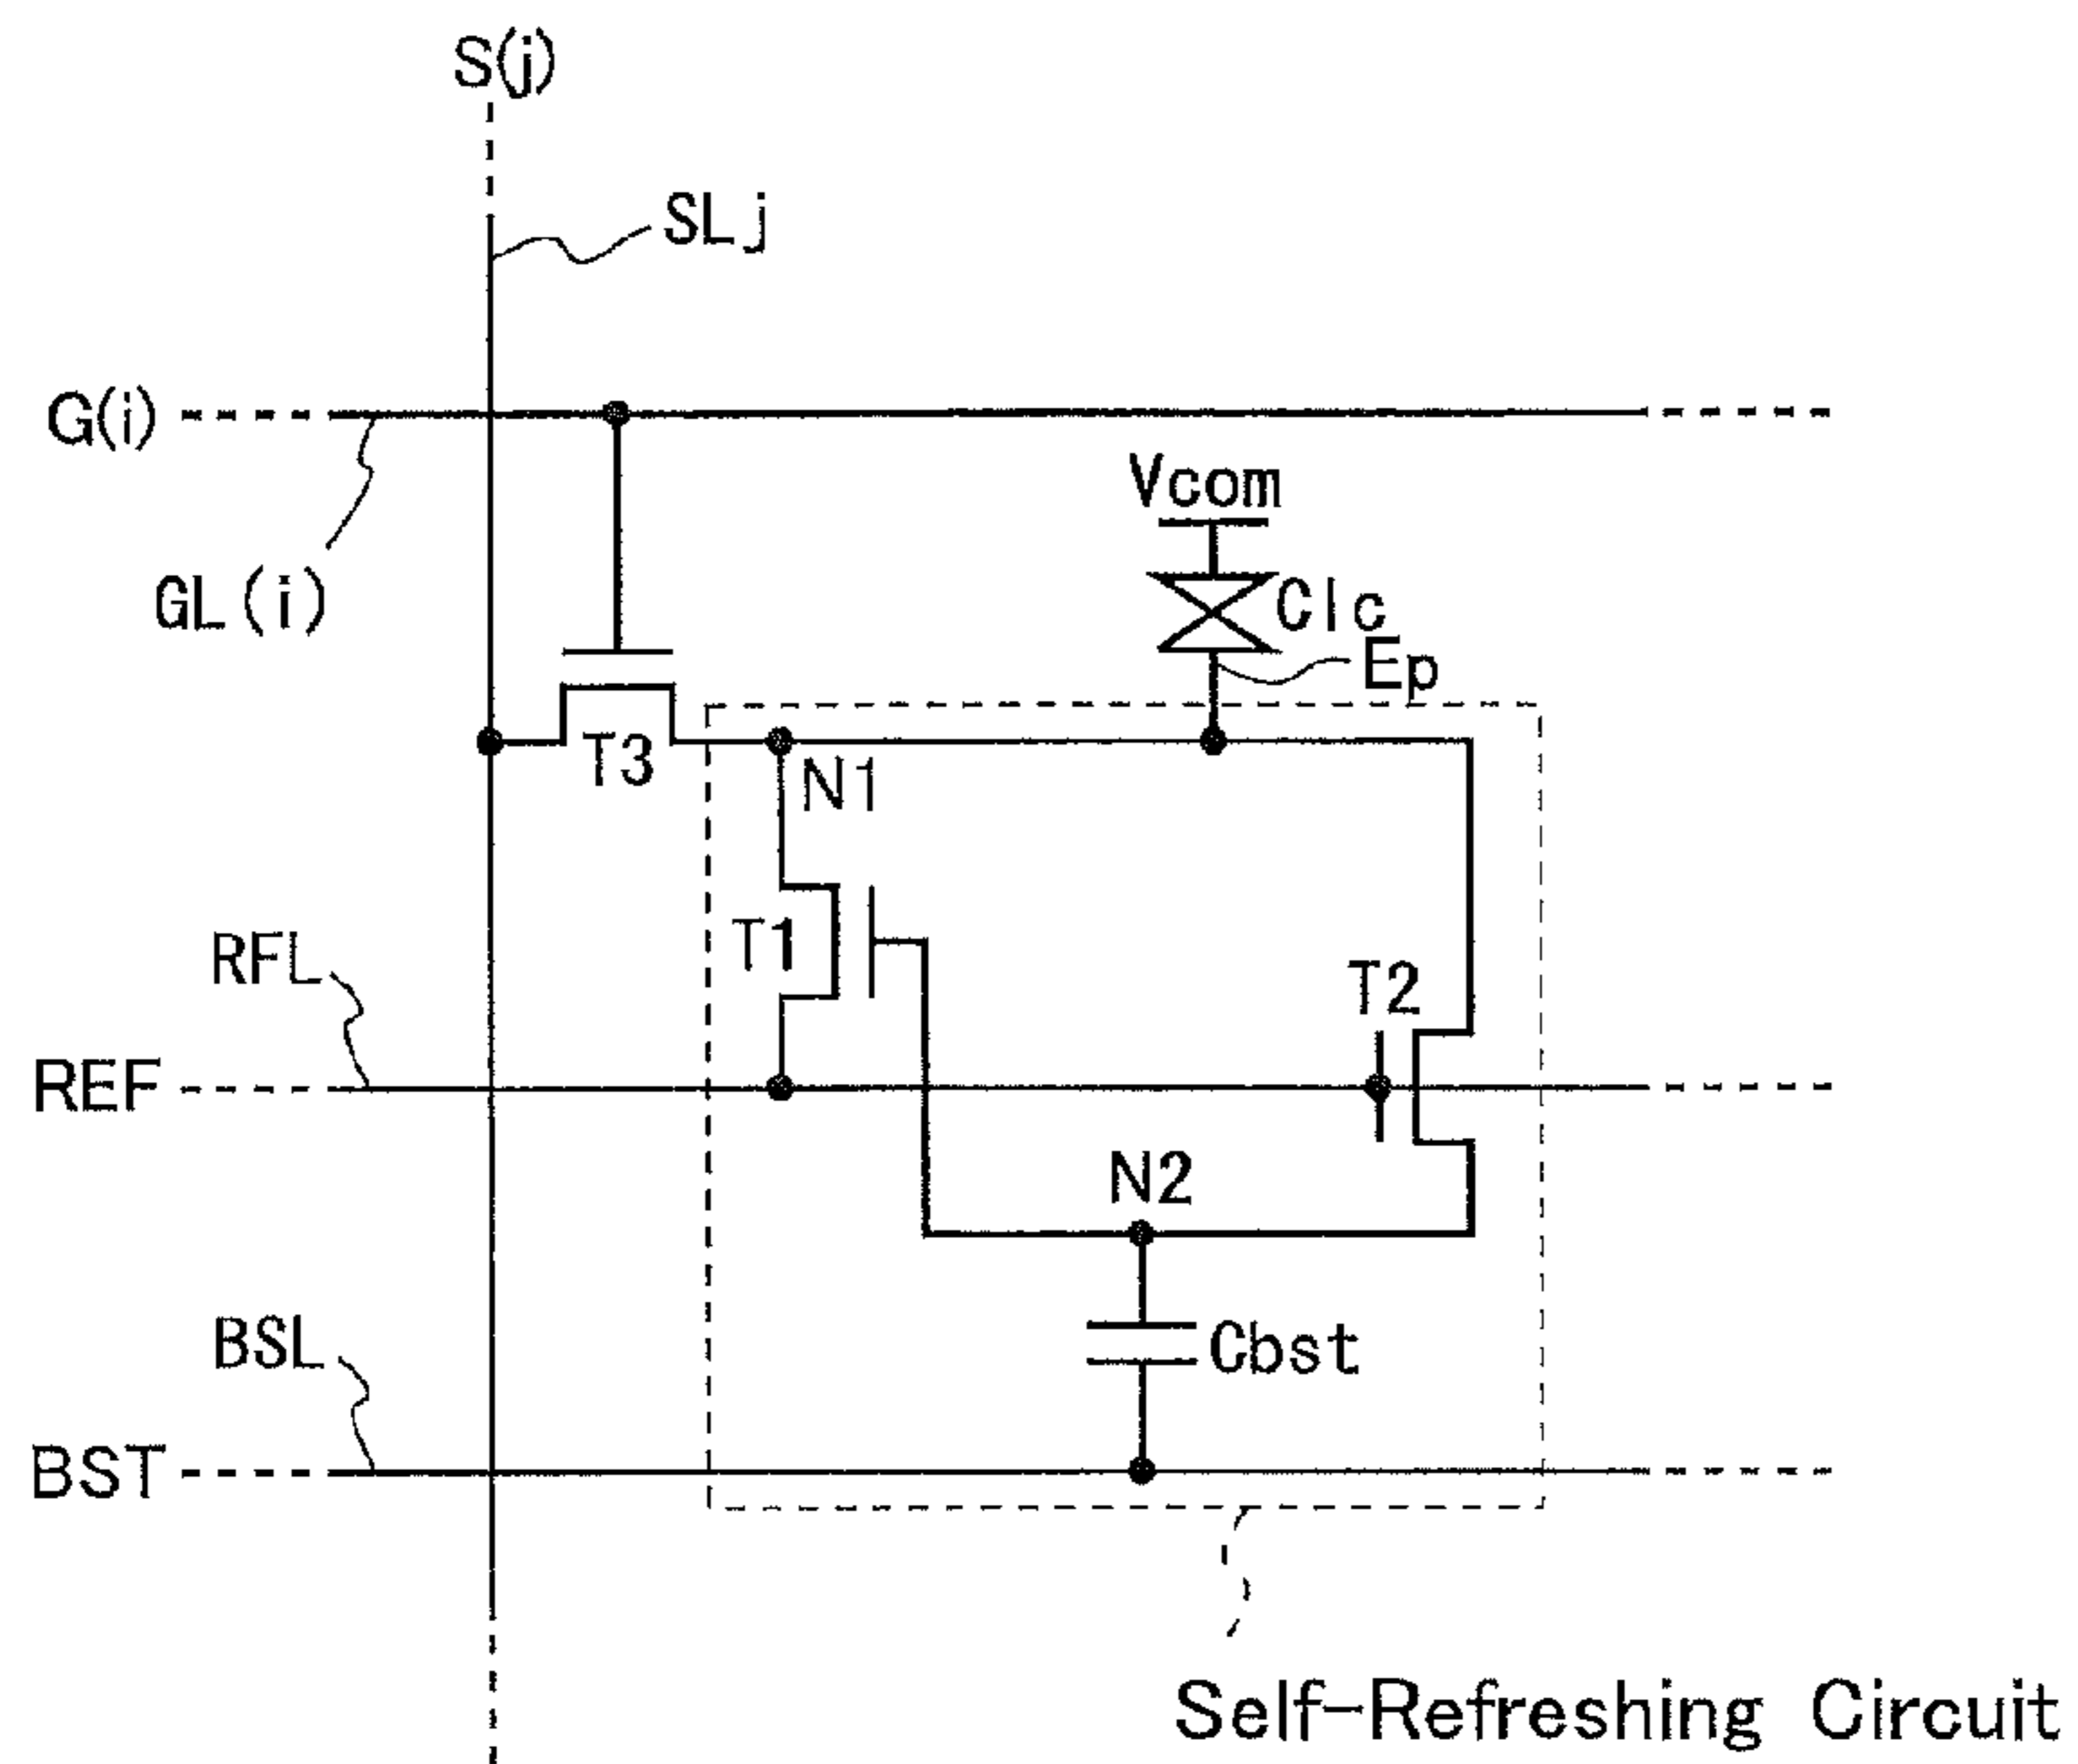 S(j)
SLj
G(i)
Vcom
GL(i)
Clc
Ep
T3
N1
T1
RFL
T2
REF
N2
BSL
Cbst
BST
Self-Refreshing Circuit